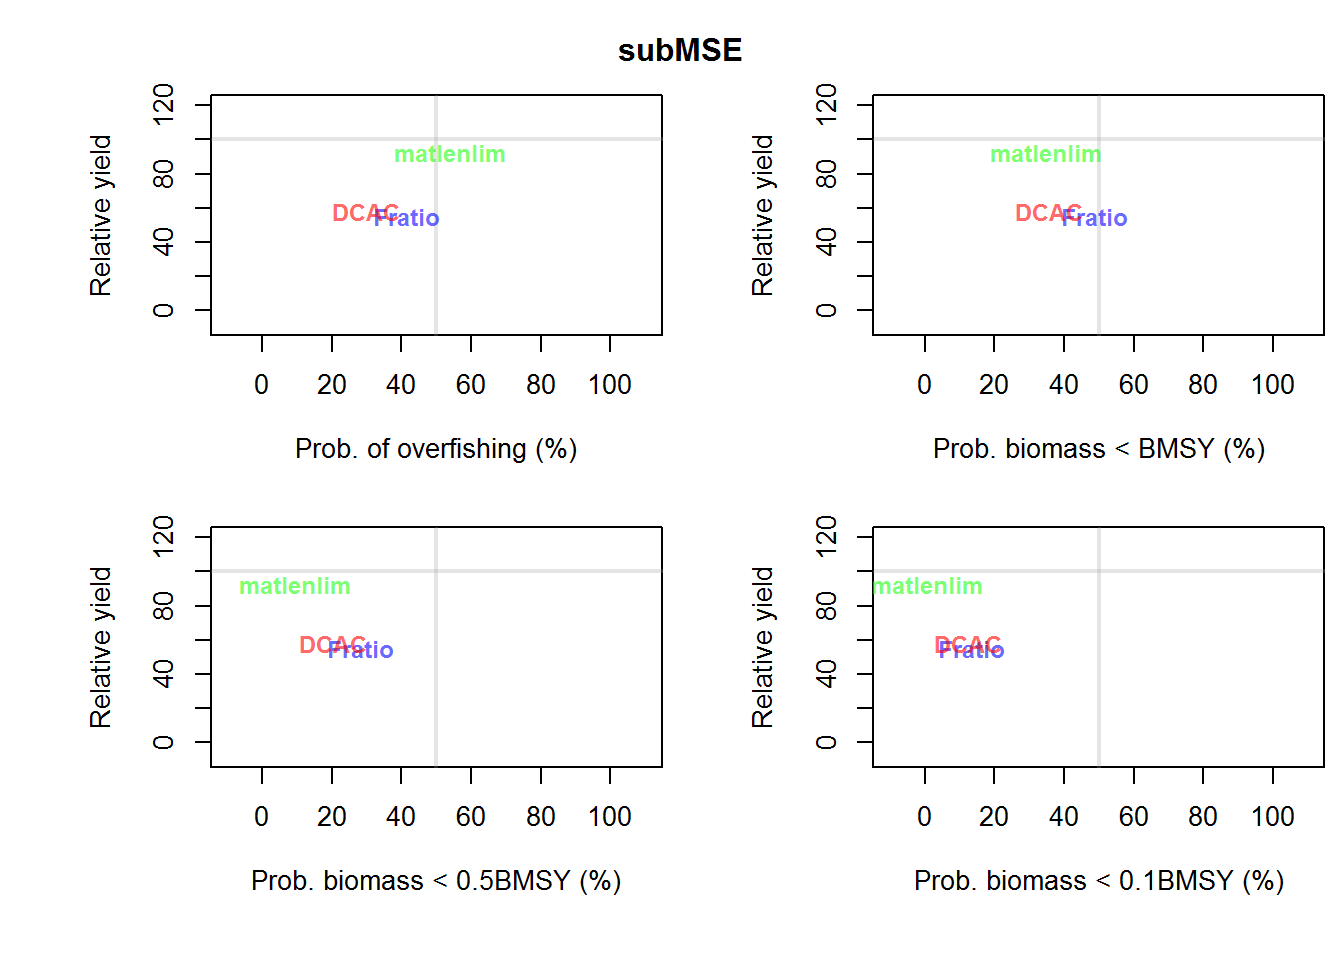 subMSE
Relative yield
0
40
80
120
matlenlim
DCAC
Fratio
0 20 40 60 80 100
Prob. of overfishing (%)
Relative yield
0
40
80
120
matlenlim
DCAC
Fratio
0 20 40 60 80 100
Prob. biomass < BMSY (%)
Relative yield
0
40
80
120
matlenlim
DCAC
Fratio
0 20 40 60 80 100
Prob. biomass < 0.5BMSY (%)
Relative yield
0
40
80
120
matlenlim
DCAC
Fratio
0 20 40 60 80 100
Prob. biomass < 0.1BMSY (%)